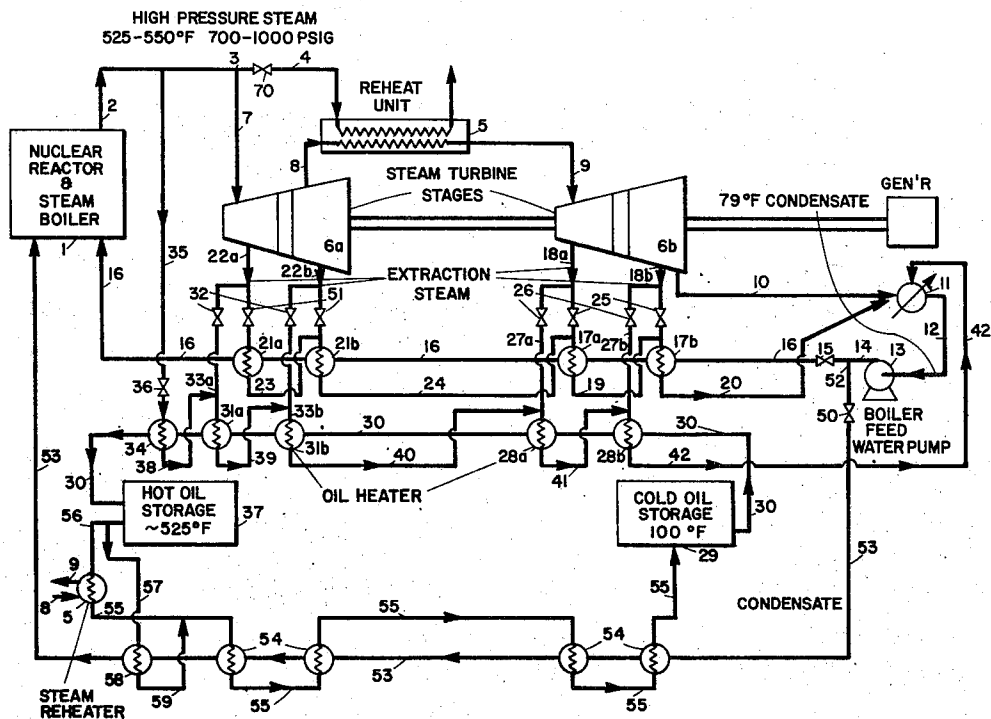 HIGH PRESSURE STEAM
525-550°F 700-1000 PSIG
3
4
70
REHEAT
UNIT
2
7
5
8
9
NUCLEAR
REACTOR
&
STEAM
BOILER
1
STEAM TURBINE
STAGES
GEN'R
79°F CONDENSATE
6a
6b
22a
22b
18a
18b
35
16
EXTRACTION
STEAM
10
11
12
42
32
51
26
25
27a
17a
27b
17b
16
21a
21b
16
16
15
14
13
52
36
33a
23
24
19
20
50
BOILER
FEED
WATER PUMP
31a
33b
30
30
34
38
39
31b
40
28a
41
28b
42
53
30
OIL HEATER
HOT OIL
STORAGE
~525°F
37
COLD OIL
STORAGE
100 °F
29
30
56
9
8
5
55
57
55
55
53
CONDENSATE
54
54
58
59
55
53
55
STEAM
REHEATER